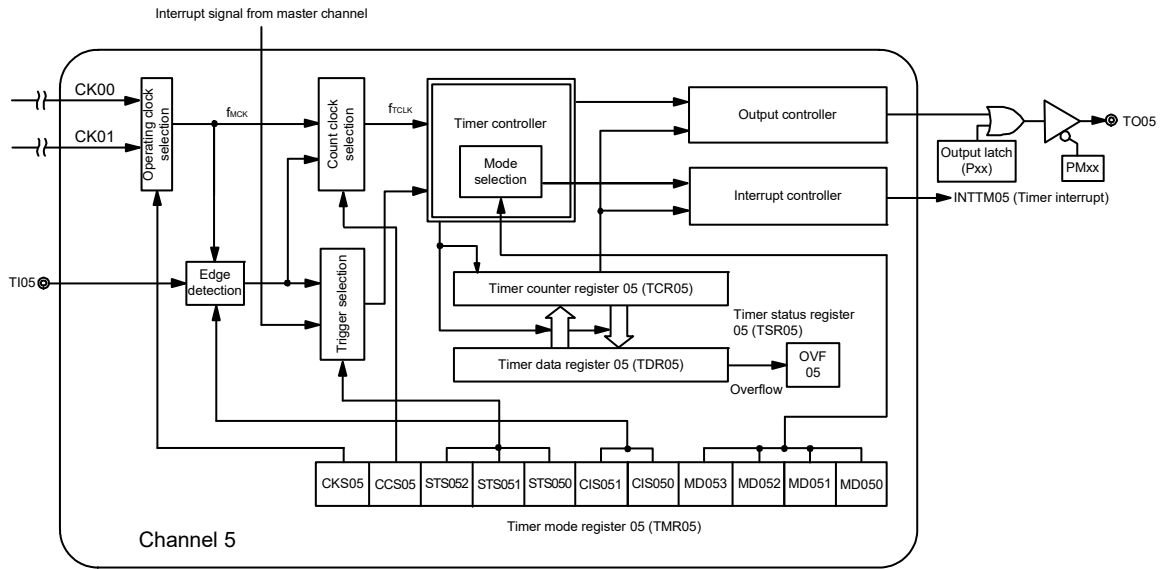 Interrupt signal from master channel
CK00
CK01
Operating clock
selection
fMCK
Count clock
selection
fTCLK
Timer controller
Mode
selection
Output controller
Interrupt controller
Output latch
(Pxx)
PMxx
TO05
INTTM05 (Timer interrupt)
TI05
Edge
detection
Trigger selection
Timer counter register 05 (TCR05)
Timer status register
05 (TSR05)
Timer data register 05 (TDR05)
OVF
05
Overflow
CKS05
CCS05
STS052
STS051
STS050
CIS051
CIS050
MD053
MD052
MD051
MD050
Timer mode register 05 (TMR05)
Channel 5